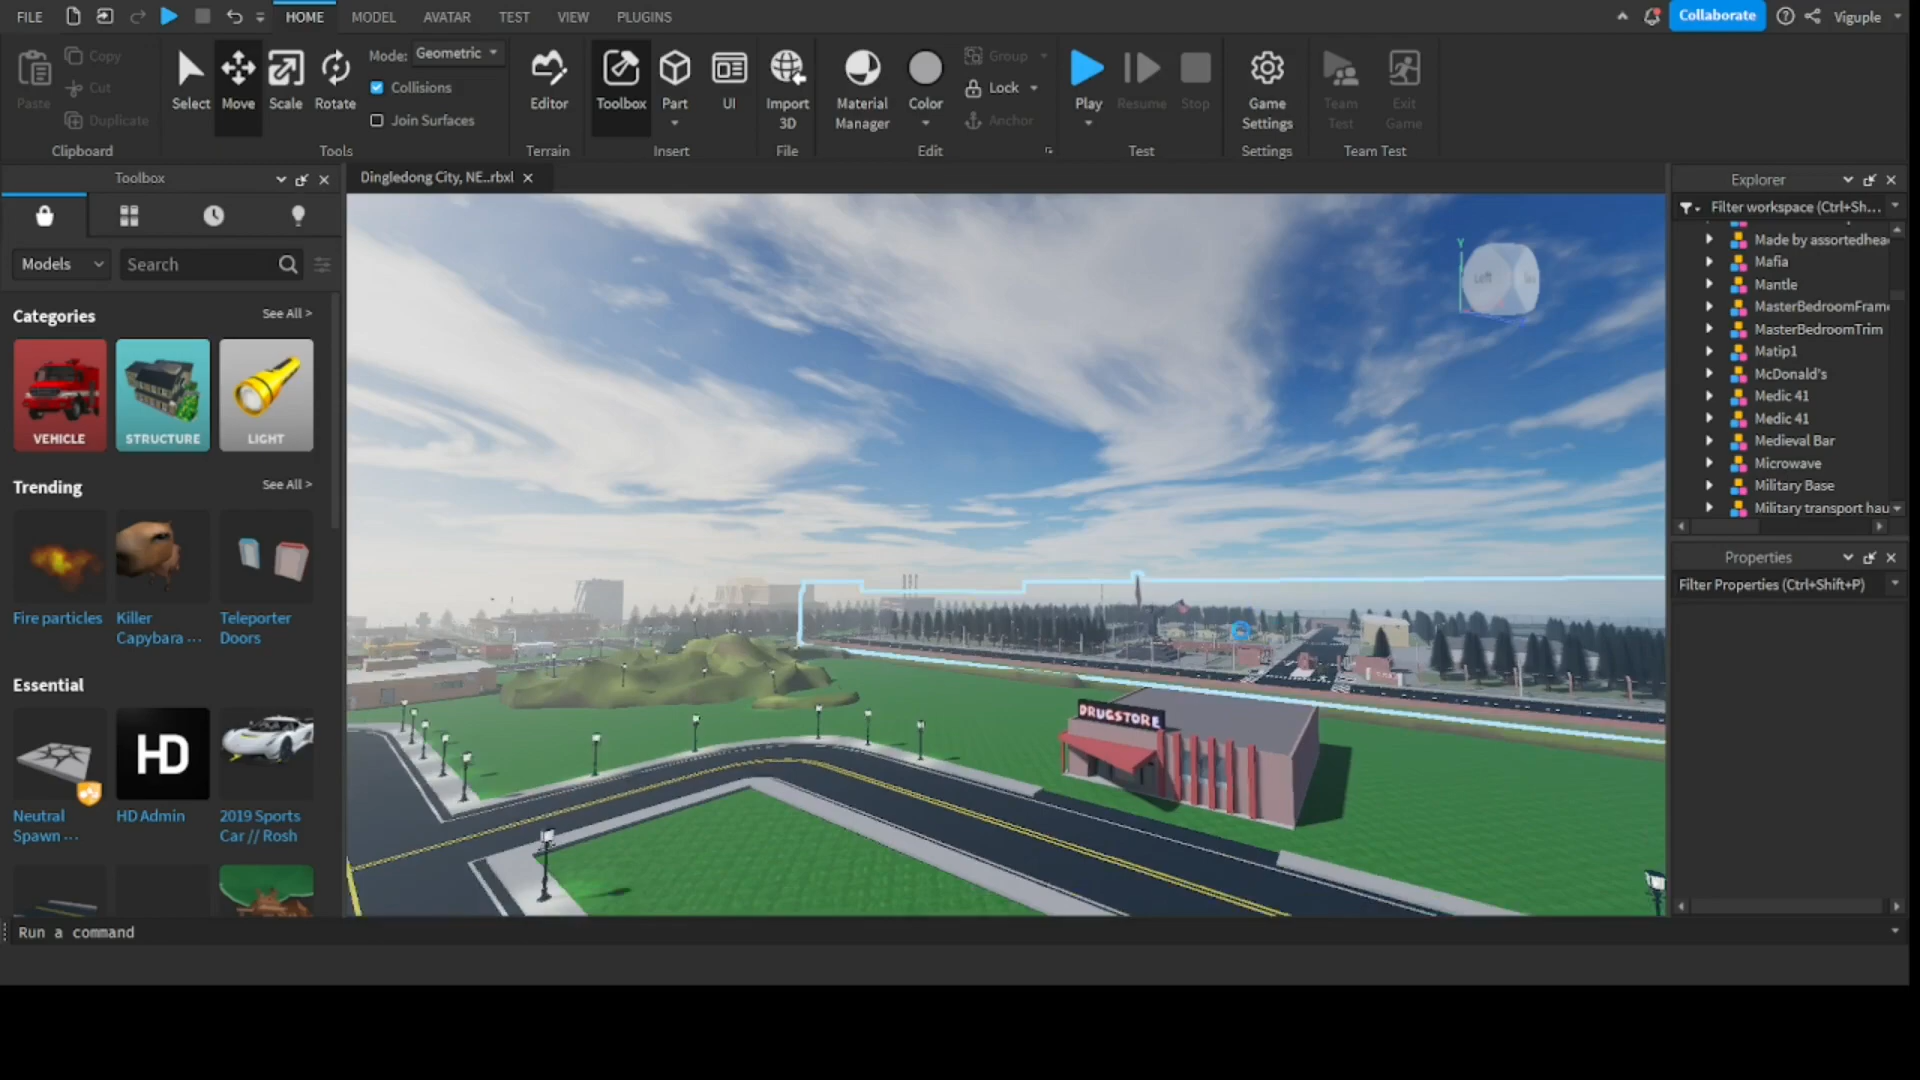 FILE
HOME
MODEL
AVATAR
TEST
VIEW
PLUGINS
Collaborate
Viguple
Paste
Copy
Cut
Duplicate
Clipboard
Select
Move
Scale
Rotate
Mode:
Geometric
Collisions
Join Surfaces
Tools
Editor
Terrain
Toolbox
Part
UI
Insert
Import
3D
File
Material
Manager
Color
Group
Lock
Anchor
Edit
Play
Resume
Stop
Test
Game
Settings
Settings
Team
Test
Exit
Game
Team Test
Toolbox
Models
Search
Categories
See All >
VEHICLE
STRUCTURE
LIGHT
Trending
See All >
Fire particles
Killer
Capybara ...
Teleporter
Doors
Essential
Neutral
Spawn ...
HD
HD Admin
2019 Sports
Car // Rosh
Dingledong City, NE...rbxl
Y
Left
DRUGSTORE
Explorer
Filter workspace (Ctrl+Sh...
Made by assortedhea
Mafia
Mantle
MasterBedroomFram
MasterBedroomTrim
Matip1
McDonald's
Medic 41
Medic 41
Medieval Bar
Microwave
Military Base
Military transport hau
Properties
Filter Properties (Ctrl+Shift+P)
Run a command